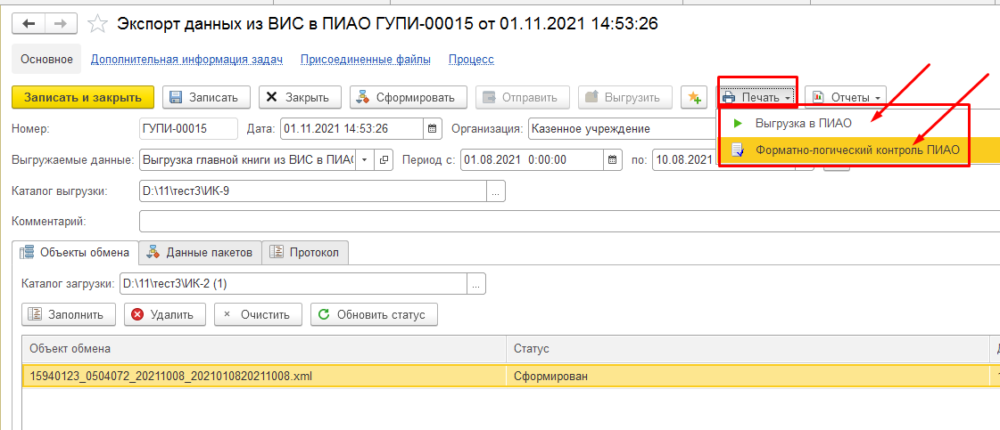 Экспорт данных из ВИС в ПИАО ГУПИ-00015 от 01.11.2021 14:53:26
Основное Дополнительная информация задач Присоединенные файлы Процесс
Записать и закрыть Записать Закрыть Сформировать Отправить Выгрузить Печать Отчеты
Выгрузка в ПИАО
Форматно-логический контроль ПИАО
Номер: ГУПИ-00015 Дата: 01.11.2021 14:53:26 Организация: Казенное учреждение
Выгружаемые данные: Выгрузка главной книги из ВИС в ПИАО Период с: 01.08.2021 0:00:00 по: 10.08.2021
Каталог выгрузки: D:\11\тест3\ИК-9 ...
Комментарий:
Объекты обмена Данные пакетов Протокол
Каталог загрузки: D:\11\тест3\ИК-2 (1) ...
Заполнить Удалить Очистить Обновить статус
Объект обмена Статус
15940123_0504072_20211008_2021010820211008.xml Сформирован